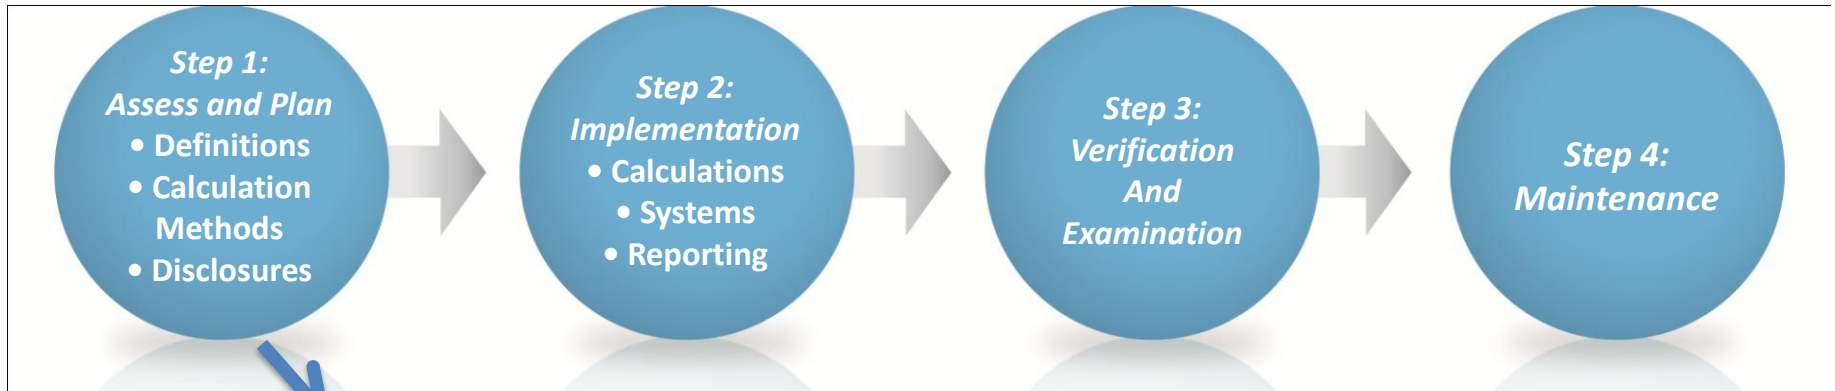 Step 1:
Assess and Plan
• Definitions
• Calculation
Methods
• Disclosures
Step 2:
Implementation
• Calculations
• Systems
• Reporting
Step 3:
Verification
And
Examination
Step 4:
Maintenance